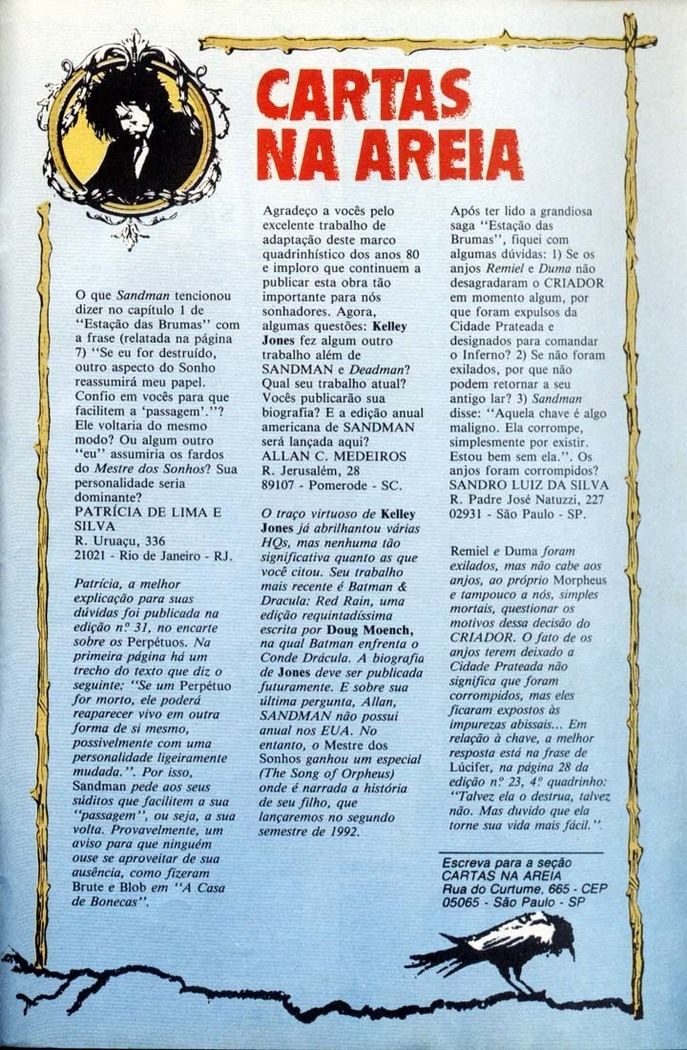 CARTAS
NA AREIA
O que Sandman tencionou
dizer no capítulo 1 de
“Estação das Brumas” com
a frase (relatada na página
7) “Se eu for destruído,
outro aspecto do Sonho
reassumirá meu papel.
Confio em vocês para que
facilitem a ‘passagem’.”?
Ele voltaria do mesmo
modo? Ou algum outro
“eu” assumiria os fardos
do Mestre dos Sonhos? Sua
personalidade seria
dominante?
PATRÍCIA DE LIMA E
SILVA
R. Uruaçu, 336
21021 - Rio de Janeiro - RJ.
Patrícia, a melhor
explicação para suas
dúvidas foi publicada na
edição n.º 31, no encarte
sobre os Perpétuos. Na
primeira página há um
trecho do texto que diz o
seguinte: “Se um Perpétuo
for morto, ele poderá
reaparecer vivo em outra
forma de si mesmo,
possivelmente com uma
personalidade ligeiramente
mudada.”. Por isso,
Sandman pede aos seus
súditos que facilitem a sua
“passagem”, ou seja, a sua
volta. Provavelmente, um
aviso para que ninguém
ouse se aproveitar de sua
ausência, como fizeram
Brute e Blob em “A Casa
de Bonecas”.
Agradeço a vocês pelo
excelente trabalho de
adaptação deste marco
quadrinhístico dos anos 80
e imploro que continuem a
publicar esta obra tão
importante para nós
sonhadores. Agora,
algumas questões: Kelley
Jones fez algum outro
trabalho além de
SANDMAN e Deadman?
Qual seu trabalho atual?
Vocês publicarão sua
biografia? E a edição anual
americana de SANDMAN
será lançada aqui?
ALLAN C. MEDEIROS
R. Jerusalém, 28
89107 - Pomerode - SC.
O traço virtuoso de Kelley
Jones já abrilhantou várias
HQs, mas nenhuma tão
significativa quanto as que
você citou. Seu trabalho
mais recente é Batman &
Dracula: Red Rain, uma
edição requintadíssima
escrita por Doug Moench,
na qual Batman enfrenta o
Conde Drácula. A biografia
de Jones deve ser publicada
futuramente. E sobre sua
última pergunta, Allan,
SANDMAN não possui
anual nos EUA. No
entanto, o Mestre dos
Sonhos ganhou um especial
(The Song of Orpheus)
onde é narrada a história
de seu filho, que
lançaremos no segundo
semestre de 1992.
Após ter lido a grandiosa
saga “Estação das
Brumas”, fiquei com
algumas dúvidas: 1) Se os
anjos Remiel e Duma não
desagradaram o CRIADOR
em momento algum, por
que foram expulsos da
Cidade Prateada e
designados para comandar
o Inferno? 2) Se não foram
exilados, por que não
podem retornar a seu
antigo lar? 3) Sandman
disse: “Aquela chave é algo
maligno. Ela corrompe,
simplesmente por existir.
Estou bem sem ela.”. Os
anjos foram corrompidos?
SANDRO LUIZ DA SILVA
R. Padre José Natuzzi, 227
02931 - São Paulo - SP.
Remiel e Duma foram
exilados, mas não cabe aos
anjos, ao próprio Morpheus
e tampouco a nós, simples
mortais, questionar os
motivos dessa decisão do
CRIADOR. O fato de os
anjos terem deixado a
Cidade Prateada não
significa que foram
corrompidos, mas eles
ficaram expostos às
impurezas abissais... Em
relação à chave, a melhor
resposta está na frase de
Lúcifer, na página 28 da
edição n.º 23, 4.º quadrinho:
“Talvez ela o destrua, talvez
não. Mas duvido que ela
torne sua vida mais fácil.”.
Escreva para a seção
CARTAS NA AREIA
Rua do Curtume, 665 - CEP
05065 - São Paulo - SP